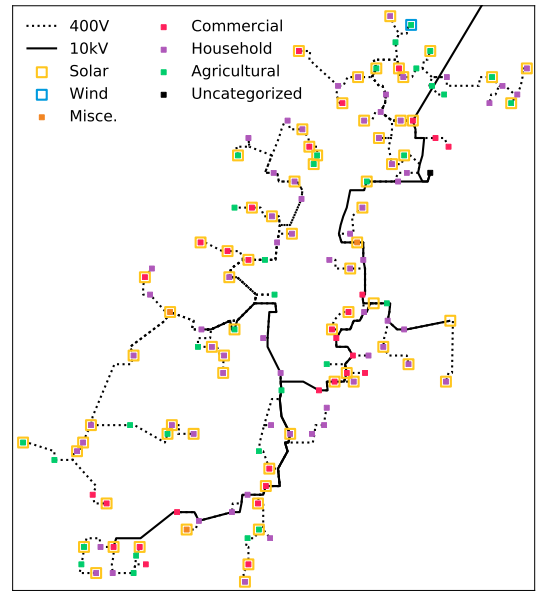 400V
10kV
Solar
Wind
Misce.
Commercial
Household
Agricultural
Uncategorized